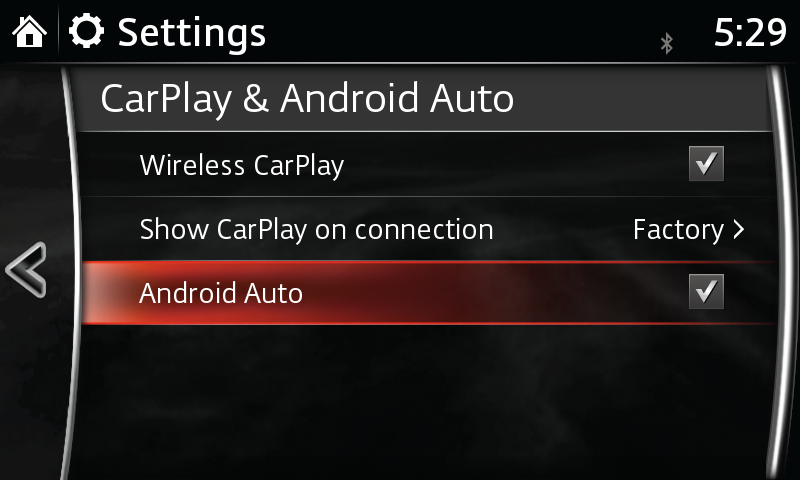 Settings
5:29
CarPlay & Android Auto
Wireless CarPlay
Show CarPlay on connection Factory >
Android Auto